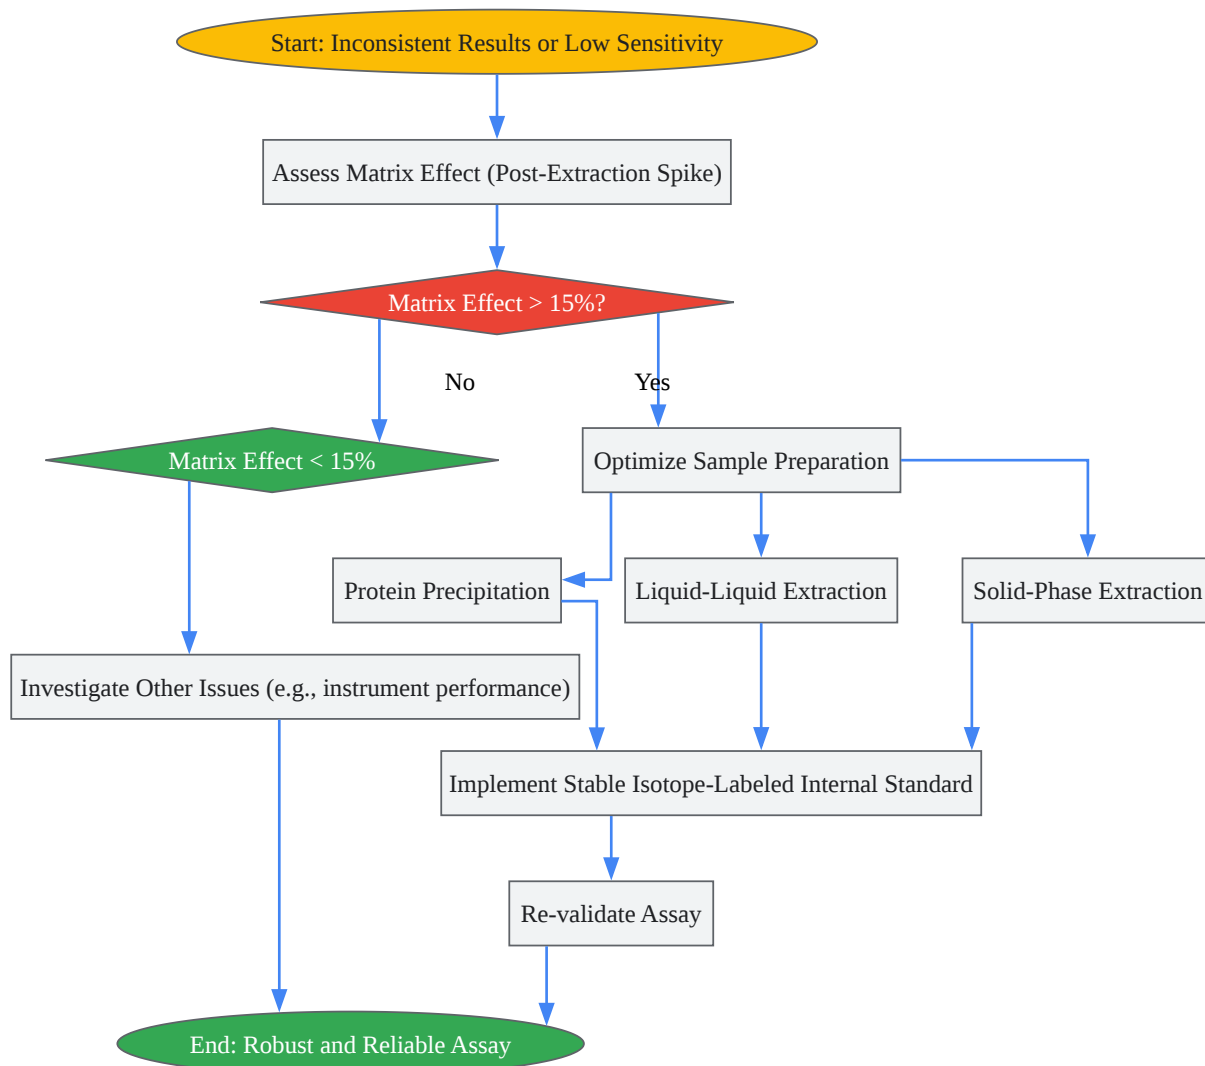 Start: Inconsistent Results or Low Sensitivity
Assess Matrix Effect (Post-Extraction Spike)
Matrix Effect > 15%?
No
Yes
Matrix Effect < 15%
Optimize Sample Preparation
Protein Precipitation
Liquid-Liquid Extraction
Solid-Phase Extraction
Investigate Other Issues (e.g., instrument performance)
Implement Stable Isotope-Labeled Internal Standard
Re-validate Assay
End: Robust and Reliable Assay